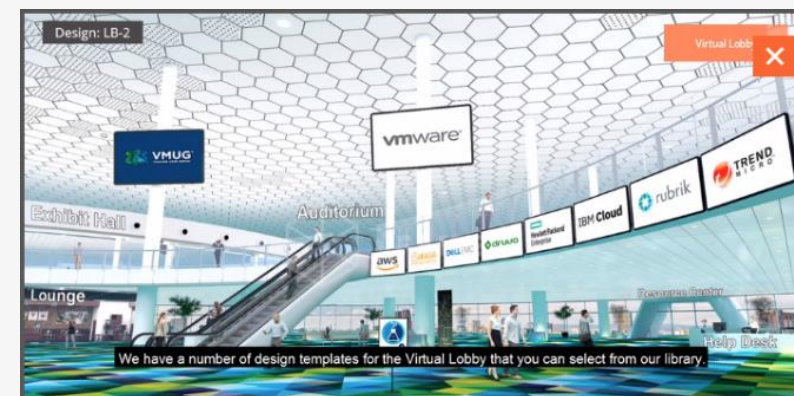 Design: LB-2
Virtual Lobby
VMUG
vmware
TREND
MICRO
rubrik
IBM Cloud
Hewlett Packard
Enterprise
druva
DELL EMC
aws
Exhibit Hall
Auditorium
Lounge
Resource Center
Help Desk
We have a number of design templates for the Virtual Lobby that you can select from our library.